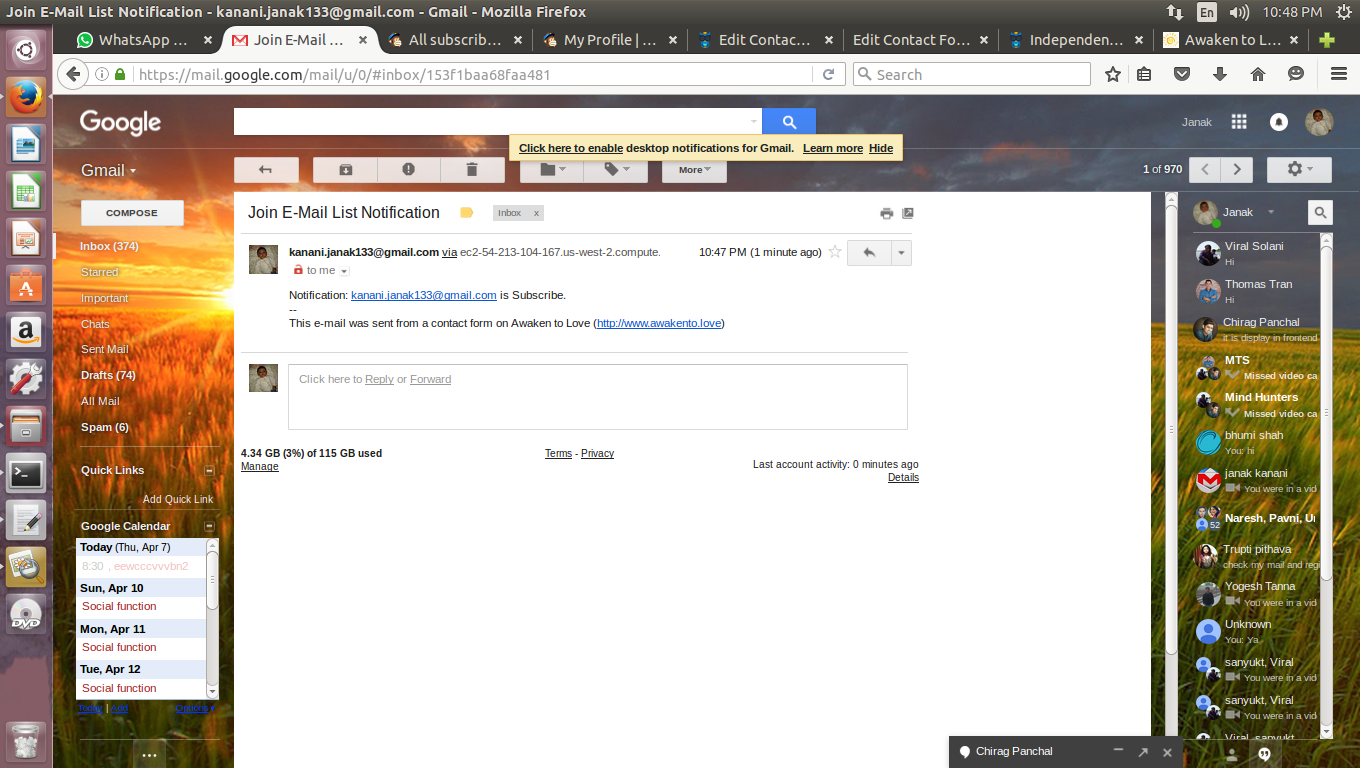 Join E-Mail List Notification - kanani.janak133@gmail.com - Gmail - Mozilla Firefox
En
10:48 PM
WhatsApp ... ×
Join E-Mail ... ×
All subscrib... ×
My Profile | ... ×
Edit Contac... ×
Edit Contact Fo... ×
Independen... ×
Awaken to L... ×
https://mail.google.com/mail/u/0/#inbox/153f1baa68faa481
Search
Google
Janak
Click here to enable desktop notifications for Gmail. Learn more Hide
Gmail
More
1 of 970
COMPOSE
Inbox (374)
Starred
Important
Chats
Sent Mail
Drafts (74)
All Mail
Spam (6)
Quick Links
Add Quick Link
Google Calendar
Today (Thu, Apr 7)
8:30 , eewcccvvvbn2
Sun, Apr 10
Social function
Mon, Apr 11
Social function
Tue, Apr 12
Social function
Today | Add
Options
Join E-Mail List Notification
Inbox x
kanani.janak133@gmail.com via ec2-54-213-104-167.us-west-2.compute.
10:47 PM (1 minute ago)
to me
Notification: kanani.janak133@gmail.com is Subscribe.
--
This e-mail was sent from a contact form on Awaken to Love (http://www.awakento.love)
Click here to Reply or Forward
4.34 GB (3%) of 115 GB used
Manage
Terms - Privacy
Last account activity: 0 minutes ago
Details
Janak
Viral Solani
Hi
Thomas Tran
Hi
Chirag Panchal
it is display in frontend
MTS
Missed video ca
Mind Hunters
Missed video ca
bhumi shah
You: hi
janak kanani
You were in a vid
Naresh, Pavni, Ur
52
Trupti pithava
check my mail and regi
Yogesh Tanna
You were in a vid
Unknown
You: Ya
sanyukt, Viral
You were in a vid
sanyukt, Viral
You were in a vid
Viral, sanyukt
Chirag Panchal
amazon a
DVD